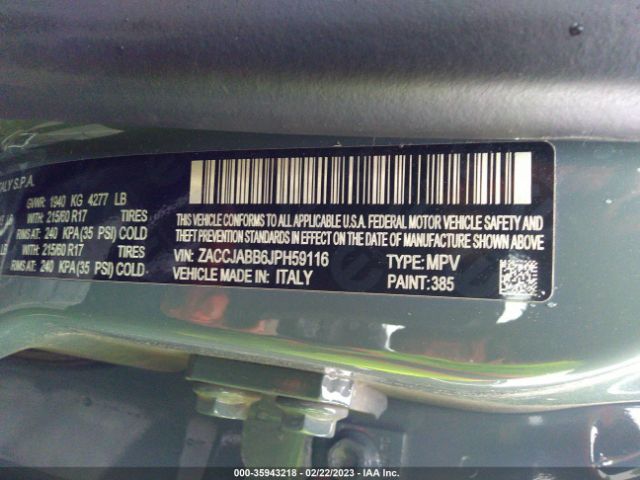 ITALY S.P.A.
GVWR: 1940 KG 4277 LB
WITH: 215/60 R17 TIRES
RIMS AT: 240 KPA(35 PSI) COLD
WITH: 215/60 R17 TIRES
RIMS AT: 240 KPA(35 PSI) COLD
THIS VEHICLE CONFORMS TO ALL APPLICABLE U.S.A. FEDERAL MOTOR VEHICLE SAFETY AND
THEFT PREVENTION STANDARDS IN EFFECT ON THE DATE OF MANUFACTURE SHOWN ABOVE
VIN: ZACCJABB6JPH59116 TYPE: MPV
VEHICLE MADE IN: ITALY PAINT:385
000-35943218 - 02/22/2023 - IAA Inc.